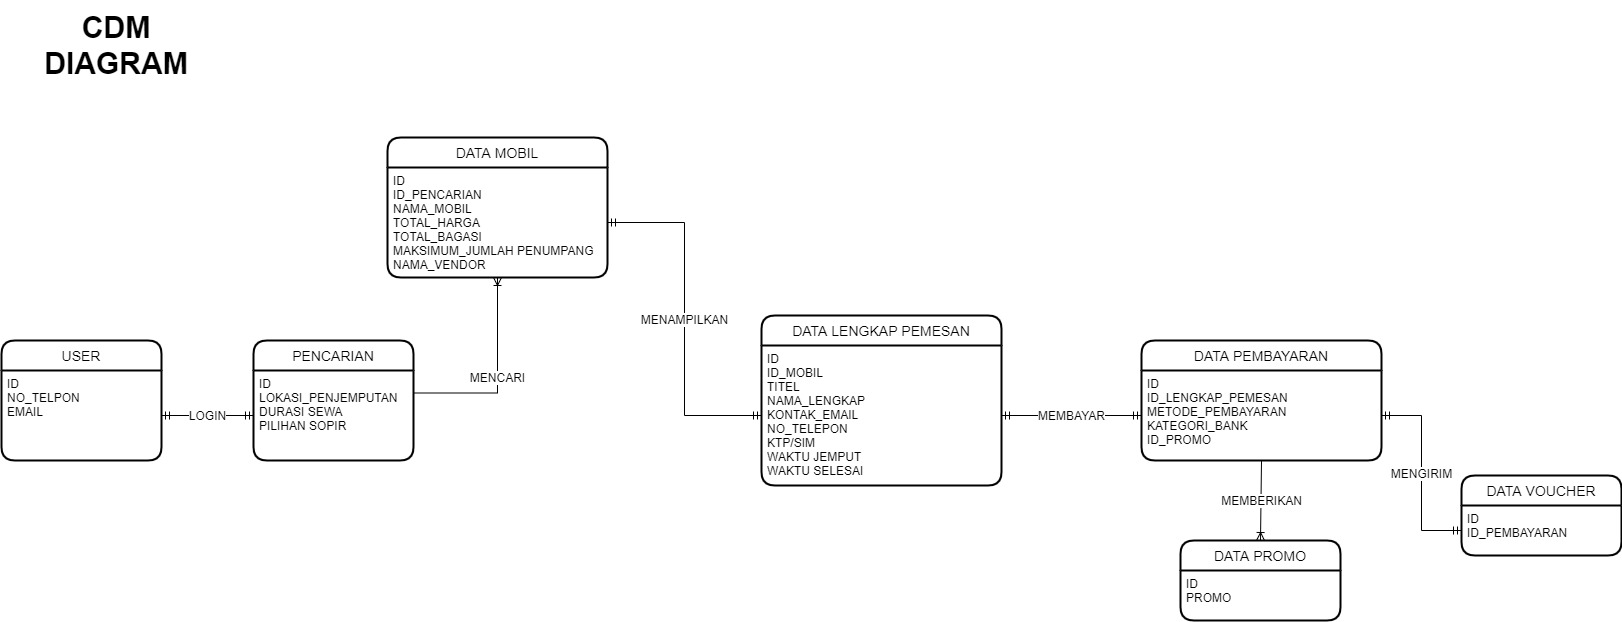 CDM
DIAGRAM
DATA MOBIL
ID
ID_PENCARIAN
NAMA_MOBIL
TOTAL_HARGA
TOTAL_BAGASI
MAKSIMUM_JUMLAH PENUMPANG
NAMA_VENDOR
MENAMPILKAN
MENCARI
USER
ID
NO_TELPON
EMAIL
LOGIN
PENCARIAN
ID
LOKASI_PENJEMPUTAN
DURASI SEWA
PILIHAN SOPIR
DATA LENGKAP PEMESAN
ID
ID_MOBIL
TITEL
NAMA_LENGKAP
KONTAK_EMAIL
NO_TELEPON
KTP/SIM
WAKTU JEMPUT
WAKTU SELESAI
MEMBAYAR
DATA PEMBAYARAN
ID
ID_LENGKAP_PEMESAN
METODE_PEMBAYARAN
KATEGORI_BANK
ID_PROMO
MENGIRIM
MEMBERIKAN
DATA VOUCHER
ID
ID_PEMBAYARAN
DATA PROMO
ID
PROMO